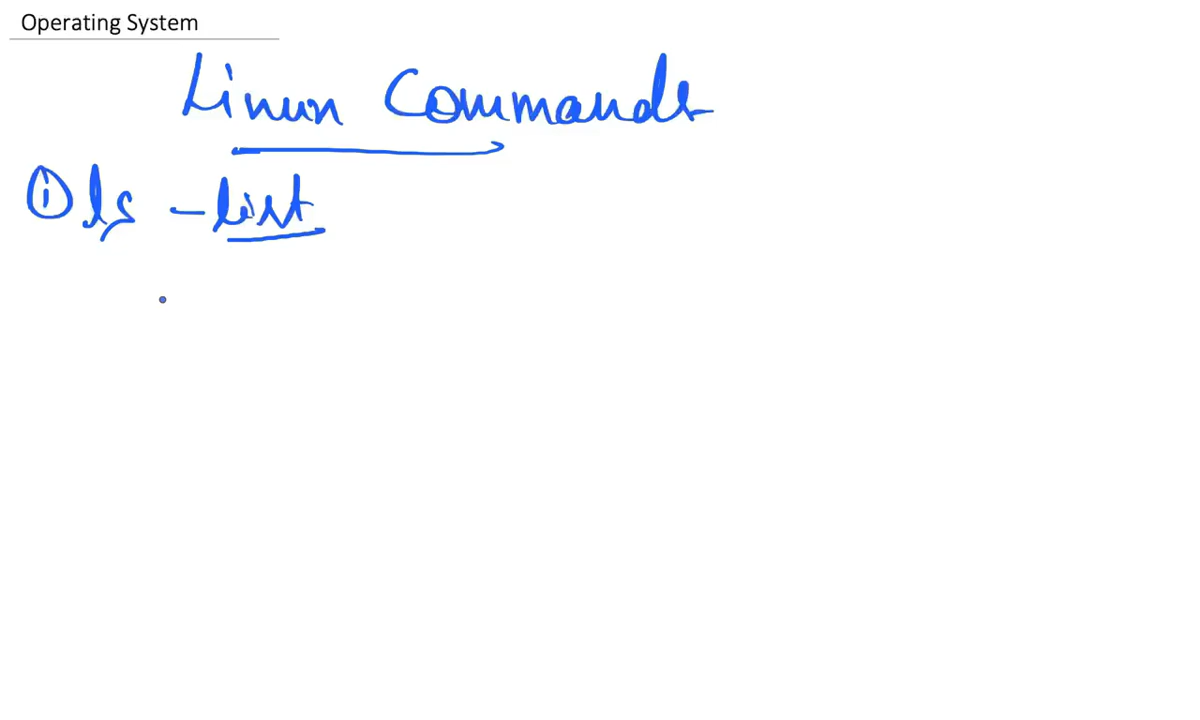 Operating System
Linux Commands
① ls - list